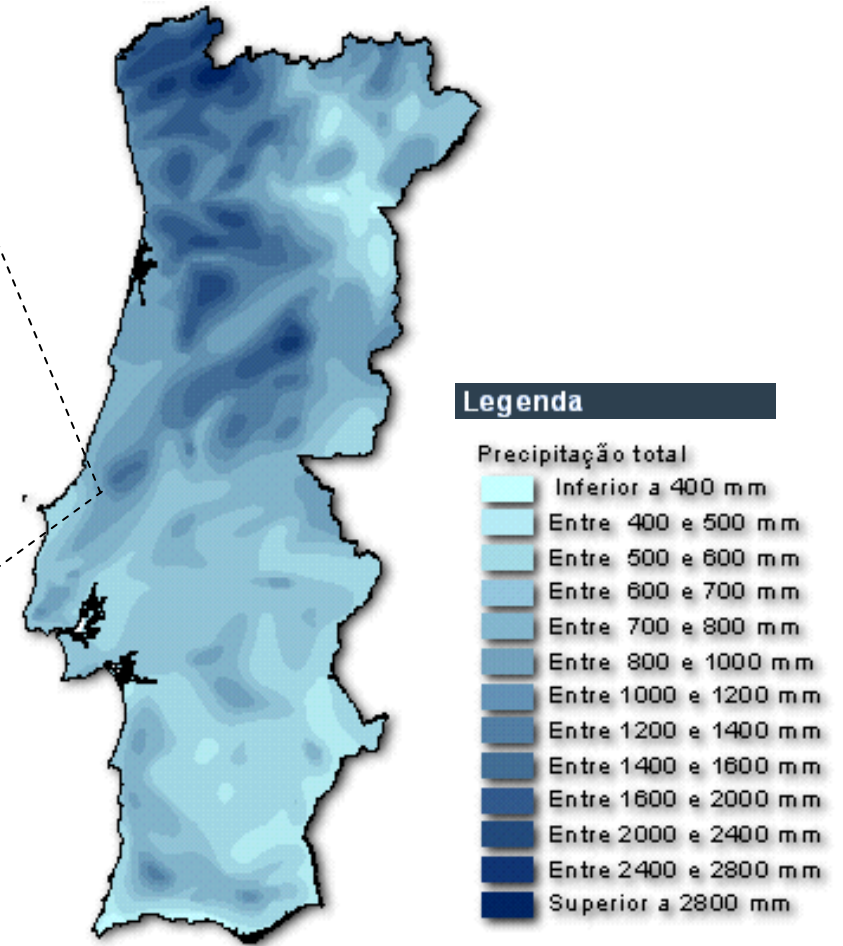 Legenda
Precipitação total
Inferior a 400 mm
Entre 400 e 500 mm
Entre 500 e 600 mm
Entre 600 e 700 mm
Entre 700 e 800 mm
Entre 800 e 1000 mm
Entre 1000 e 1200 mm
Entre 1200 e 1400 mm
Entre 1400 e 1600 mm
Entre 1600 e 2000 mm
Entre 2000 e 2400 mm
Entre 2400 e 2800 mm
Superior a 2800 mm